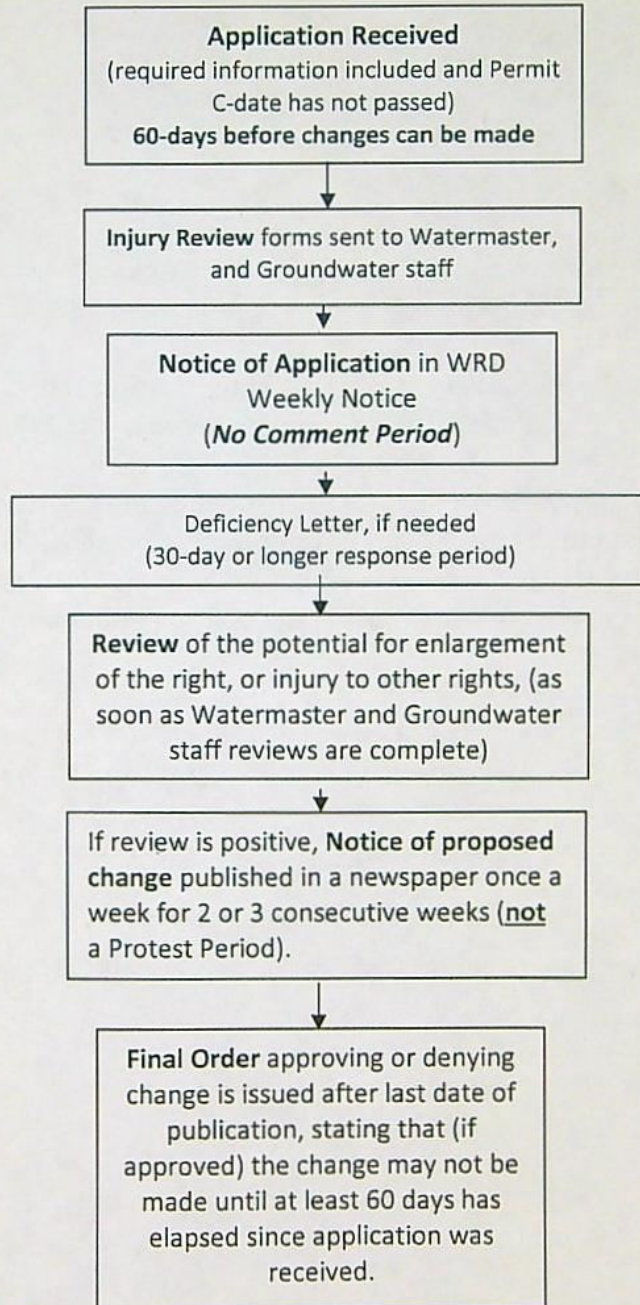 Application Received
(required information included and Permit
C-date has not passed)
60-days before changes can be made
Injury Review forms sent to Watermaster,
and Groundwater staff
Notice of Application in WRD
Weekly Notice
(No Comment Period)
Deficiency Letter, if needed
(30-day or longer response period)
Review of the potential for enlargement
of the right, or injury to other rights, (as
soon as Watermaster and Groundwater
staff reviews are complete)
If review is positive, Notice of proposed
change published in a newspaper once a
week for 2 or 3 consecutive weeks (not
a Protest Period).
Final Order approving or denying
change is issued after last date of
publication, stating that (if
approved) the change may not be
made until at least 60 days has
elapsed since application was
received.